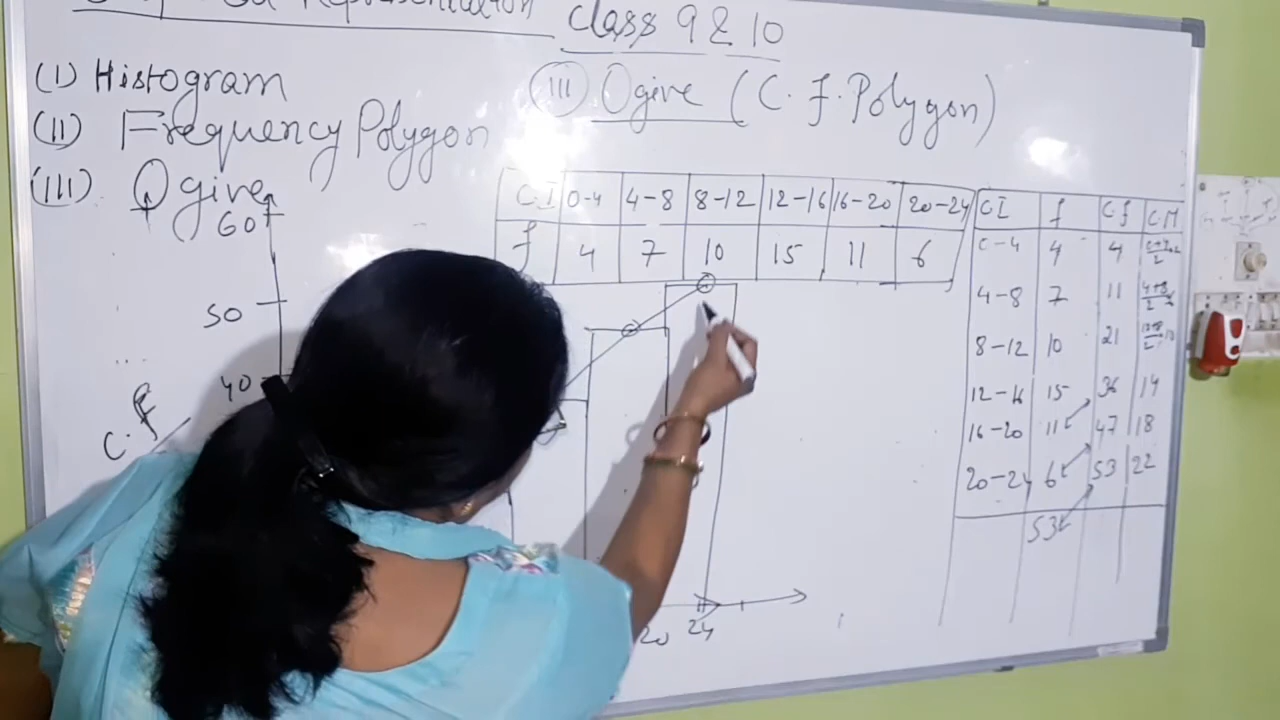 Representation
Class 9 & 10
(I) Histogram
(II) Frequency Polygon
(III) Ogive
(III) Ogive (C.f. Polygon)
C I 0-4 4-8 8-12 12-16 16-20 20-24
f 4 7 10 15 11 6
CI f Cf C.M
0-4 4 4
4-8 7 11
8-12 10 21
12-16 15 36 14
16-20 11 47 18
20-24 6 53 22
53
60
50
40
C.f
20 24